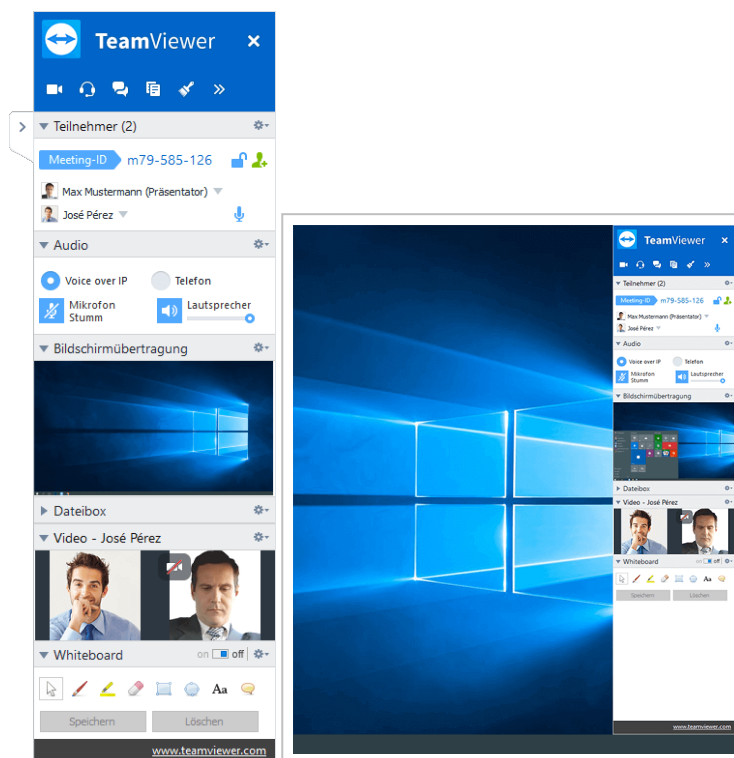 TeamViewer
Teilnehmer (2)
Meeting-ID m79-585-126
Max Mustermann (Präsentator)
José Pérez
Audio
Voice over IP Telefon
Mikrofon Stumm Lautsprecher
Bildschirmübertragung
Dateibox
Video - José Pérez
Whiteboard on off
Aa
Speichern Löschen
www.teamviewer.com
TeamViewer
Teilnehmer (2)
Meeting-ID m79-585-126
Max Mustermann (Präsentator)
José Pérez
Audio
Voice over IP Telefon
Mikrofon Stumm Lautsprecher
Bildschirmübertragung
Dateibox
Video - José Pérez
Whiteboard on off
Aa
Speichern Löschen
www.teamviewer.com